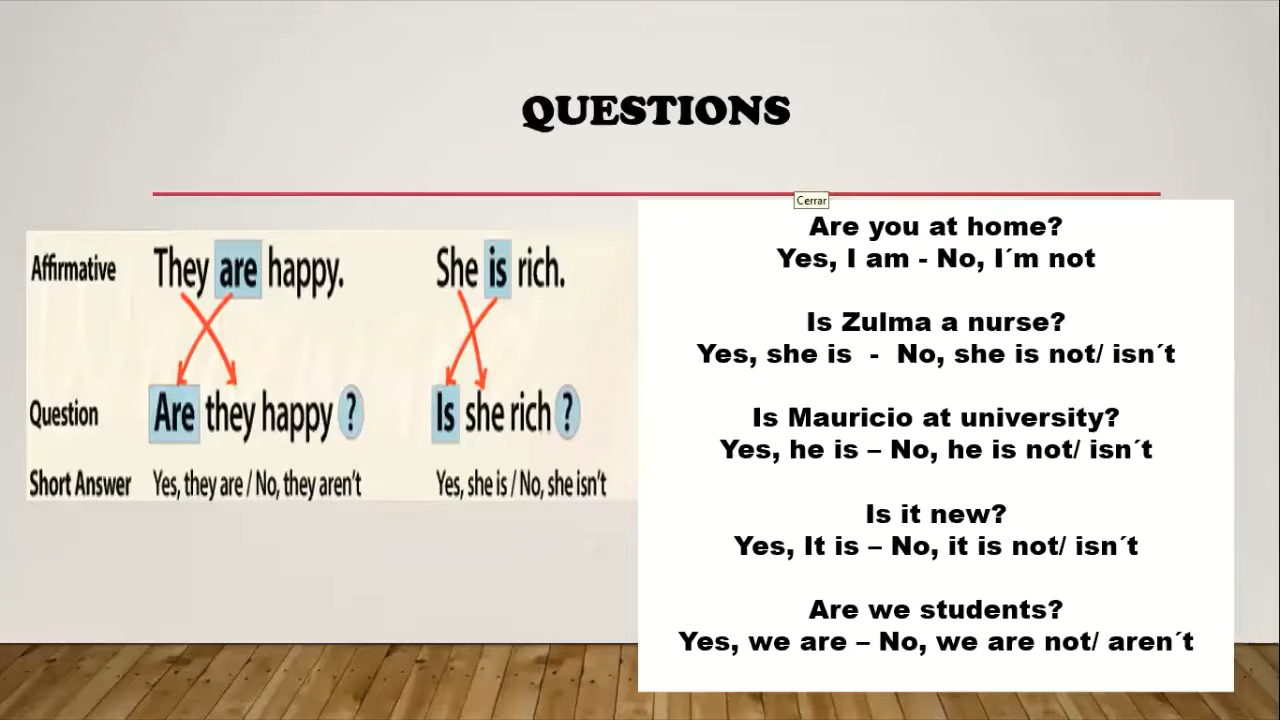 QUESTIONS
Cerrar
Affirmative They are happy. She is rich.
Question Are they happy ? Is she rich ?
Short Answer Yes, they are / No, they aren't Yes, she is / No, she isn't
Are you at home?
Yes, I am - No, I´m not
Is Zulma a nurse?
Yes, she is - No, she is not/ isn´t
Is Mauricio at university?
Yes, he is – No, he is not/ isn´t
Is it new?
Yes, It is – No, it is not/ isn´t
Are we students?
Yes, we are – No, we are not/ aren´t